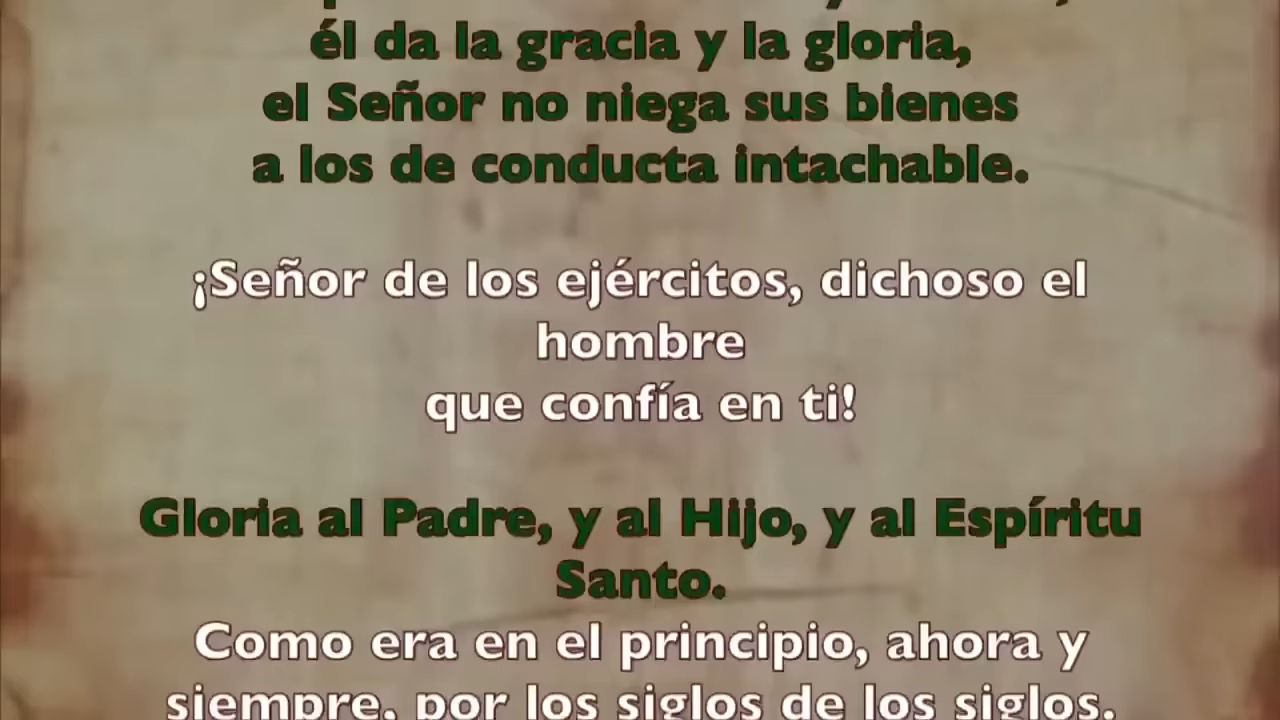 él da la gracia y la gloria,
el Señor no niega sus bienes
a los de conducta intachable.
¡Señor de los ejércitos, dichoso el
hombre
que confía en ti!
Gloria al Padre, y al Hijo, y al Espíritu
Santo.
Como era en el principio, ahora y
siempre, por los siglos de los siglos.